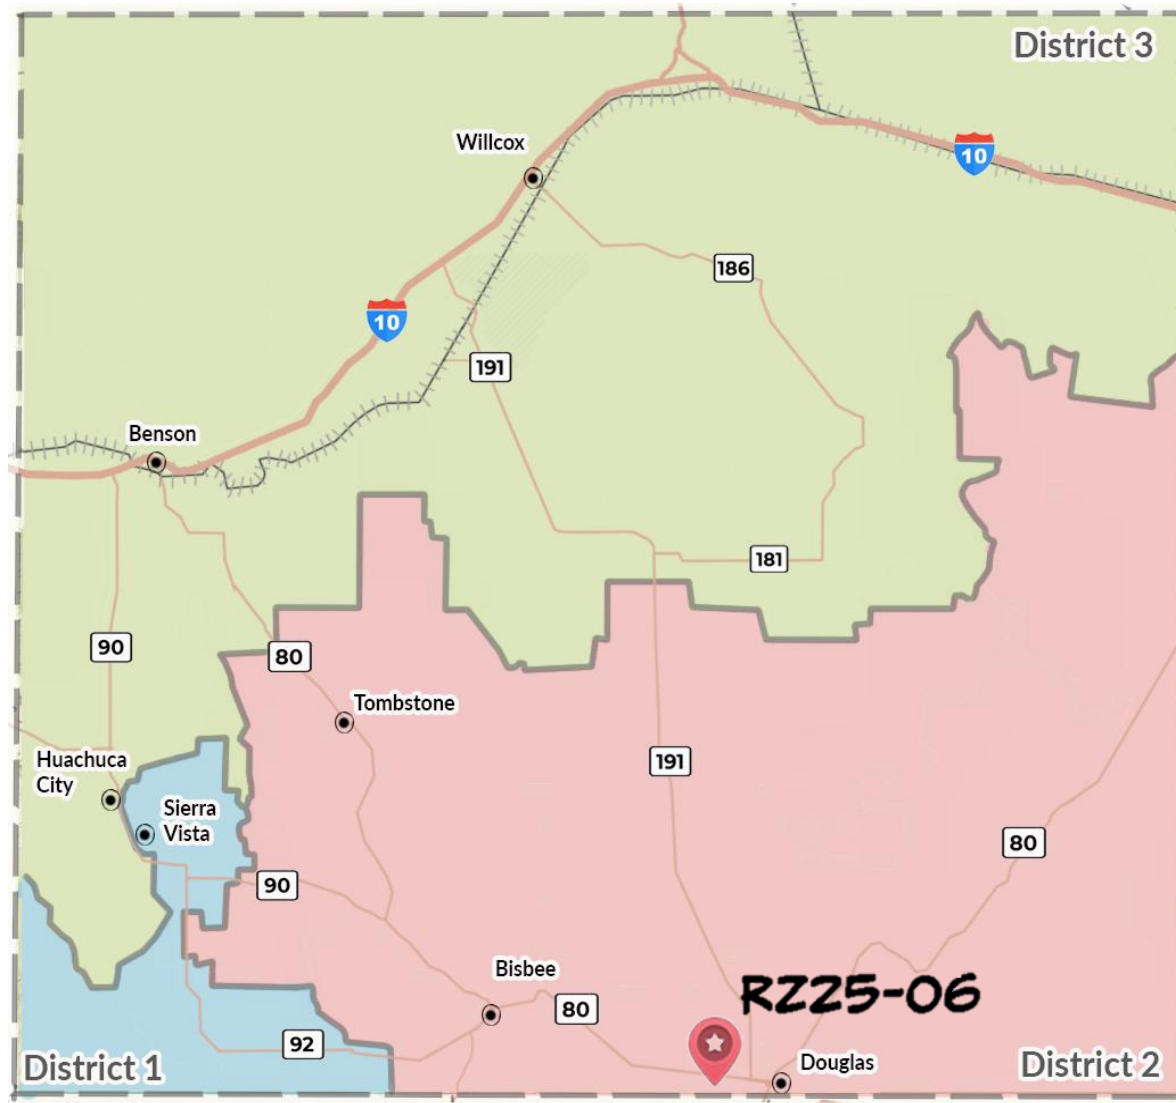 District 3
Willcox
10
186
10
191
Benson
181
90
80
Tombstone
191
Huachuca
City
Sierra
Vista
80
90
Bisbee
RZ25-06
80
92
Douglas
District 1
District 2